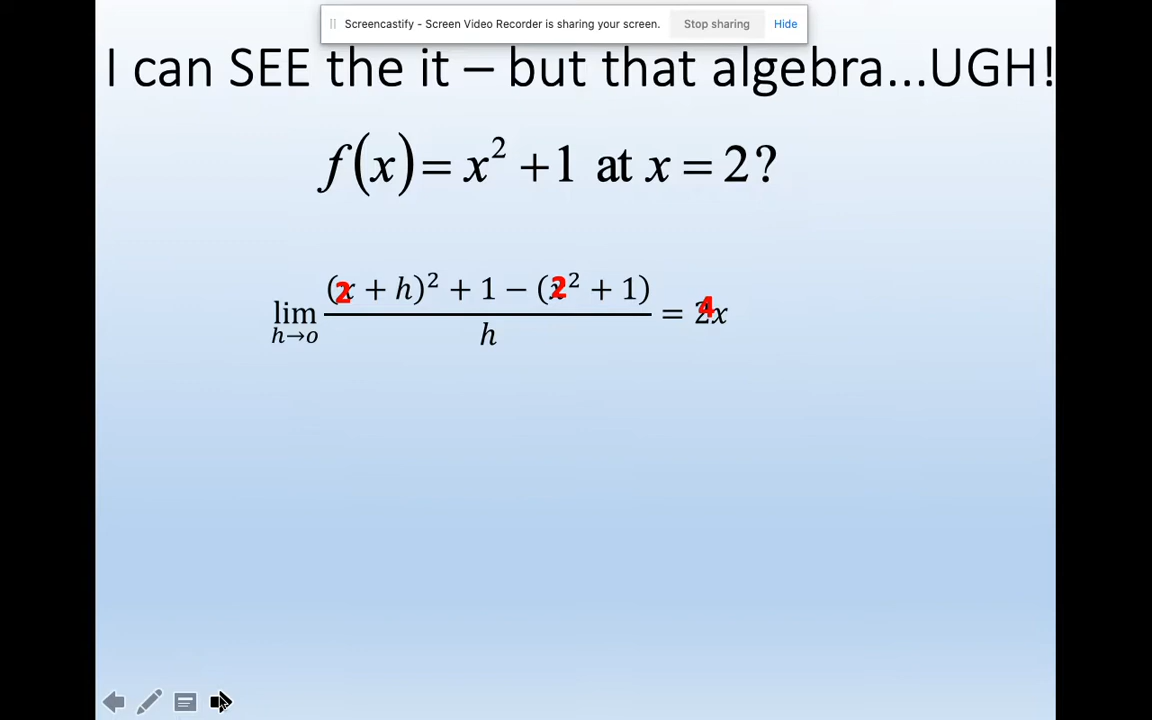 Screencastify - Screen Video Recorder is sharing your screen. Stop sharing Hide
I can SEE the it – but that algebra...UGH!
f(x) = x² + 1 at x = 2?
(x + h)² + 1 − (x² + 1)
2 2
lim = 2x
4
h→o h